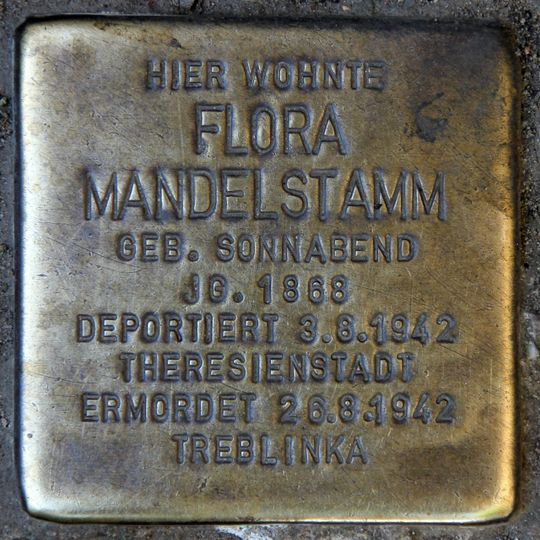 HIER WOHNTE
FLORA
MANDELSTAMM
GEB. SONNABEND
JG. 1868
DEPORTIERT 3.8.1942
THERESIENSTADT
ERMORDET 26.8.1942
TREBLINKA